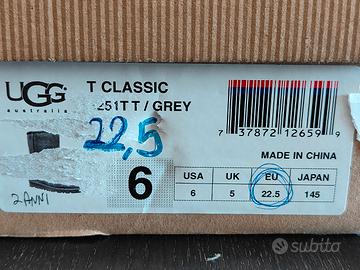 UGG
australia
T CLASSIC
5251TT / GREY
22,5
7 37872 12659 9
MADE IN CHINA
6
USA UK EU JAPAN
6 5 22.5 145
2 ANNI
subito